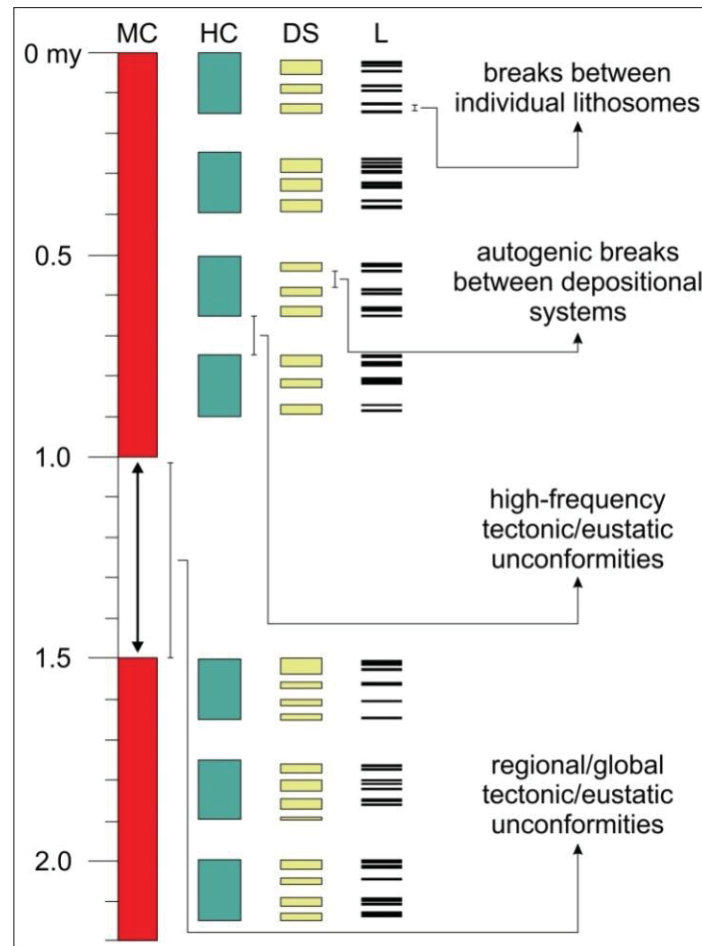 MC HC DS L
0 my
breaks between
individual lithosomes
0.5
autogenic breaks
between depositional
systems
1.0
high-frequency
tectonic/eustatic
unconformities
1.5
regional/global
tectonic/eustatic
unconformities
2.0